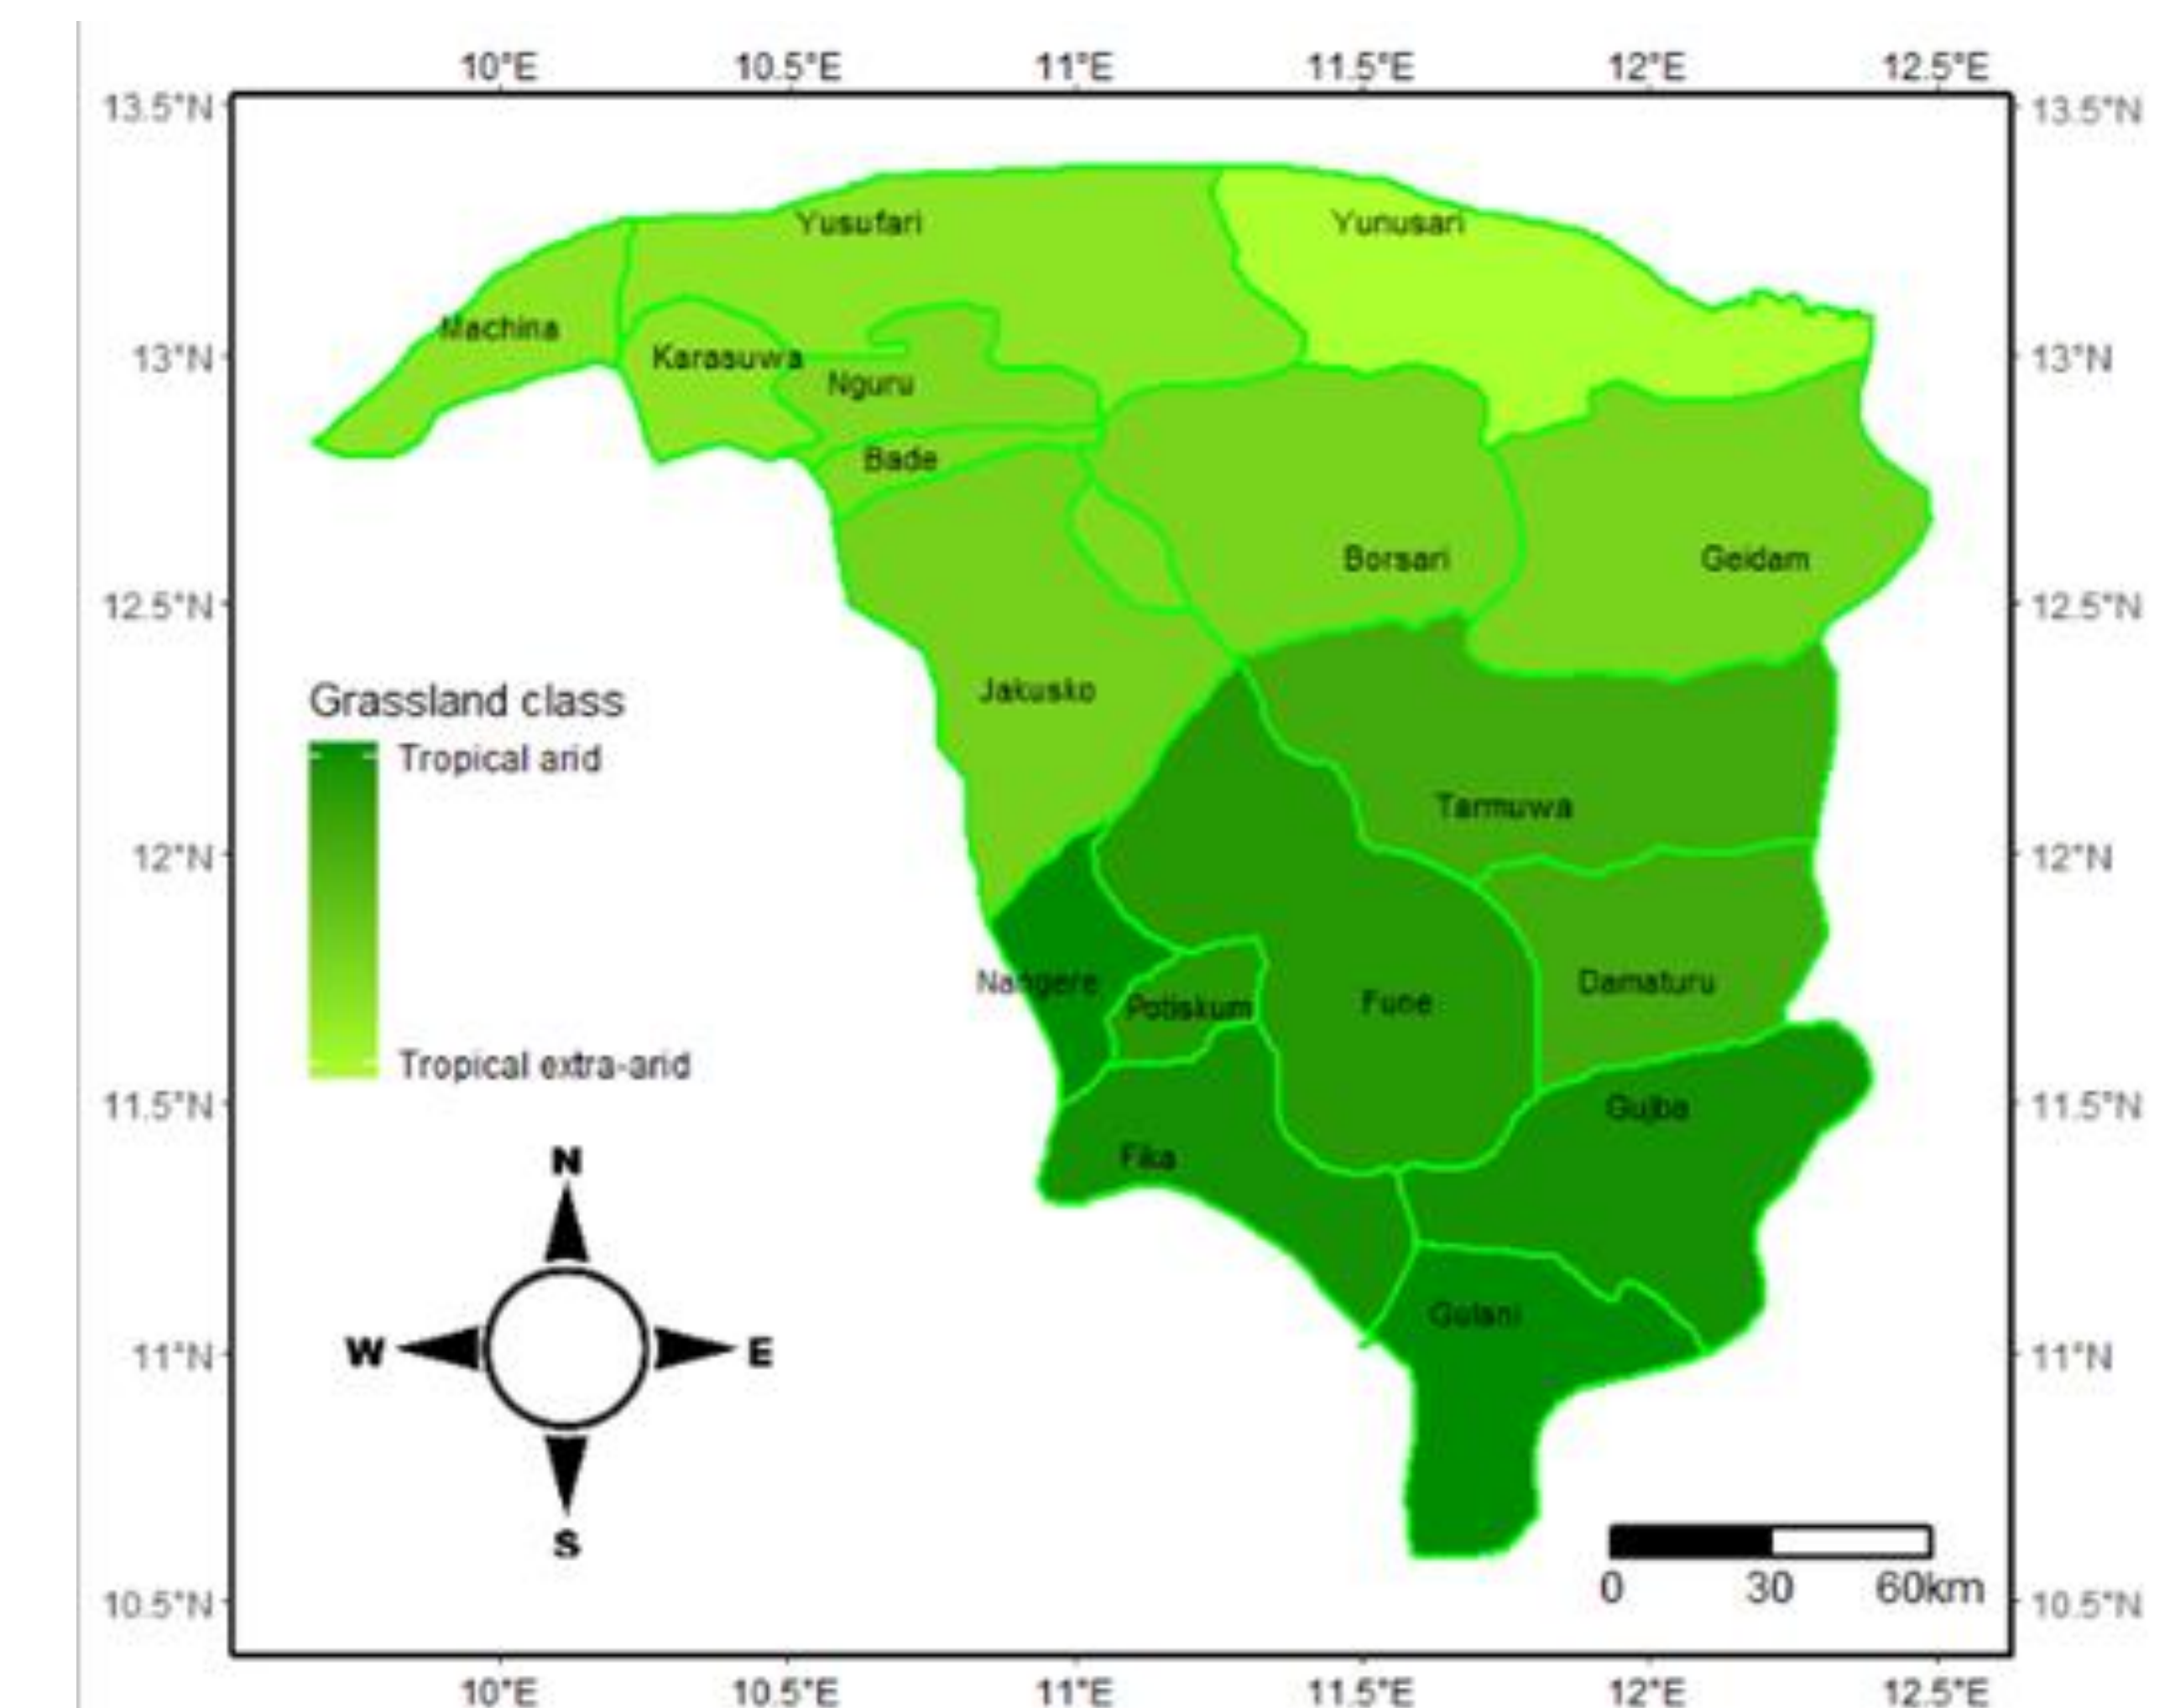 10°E 10.5°E 11°E 11.5°E 12°E 12.5°E
13.5°N 13.5°N
Yusufari Yunusari
Machina
13°N Karasuwa 13°N
Nguru
Bade
Borsari Geidam
12.5°N 12.5°N
Jakusko
Grassland class
Tropical arid
Tarmuwa
12°N 12°N
Nangere Potiskum Fune Damaturu
Tropical extra-arid
11.5°N Gujba 11.5°N
Fika
N
Gulani
W E
11°N 11°N
S
0 30 60km
10.5°N 10.5°N
10°E 10.5°E 11°E 11.5°E 12°E 12.5°E